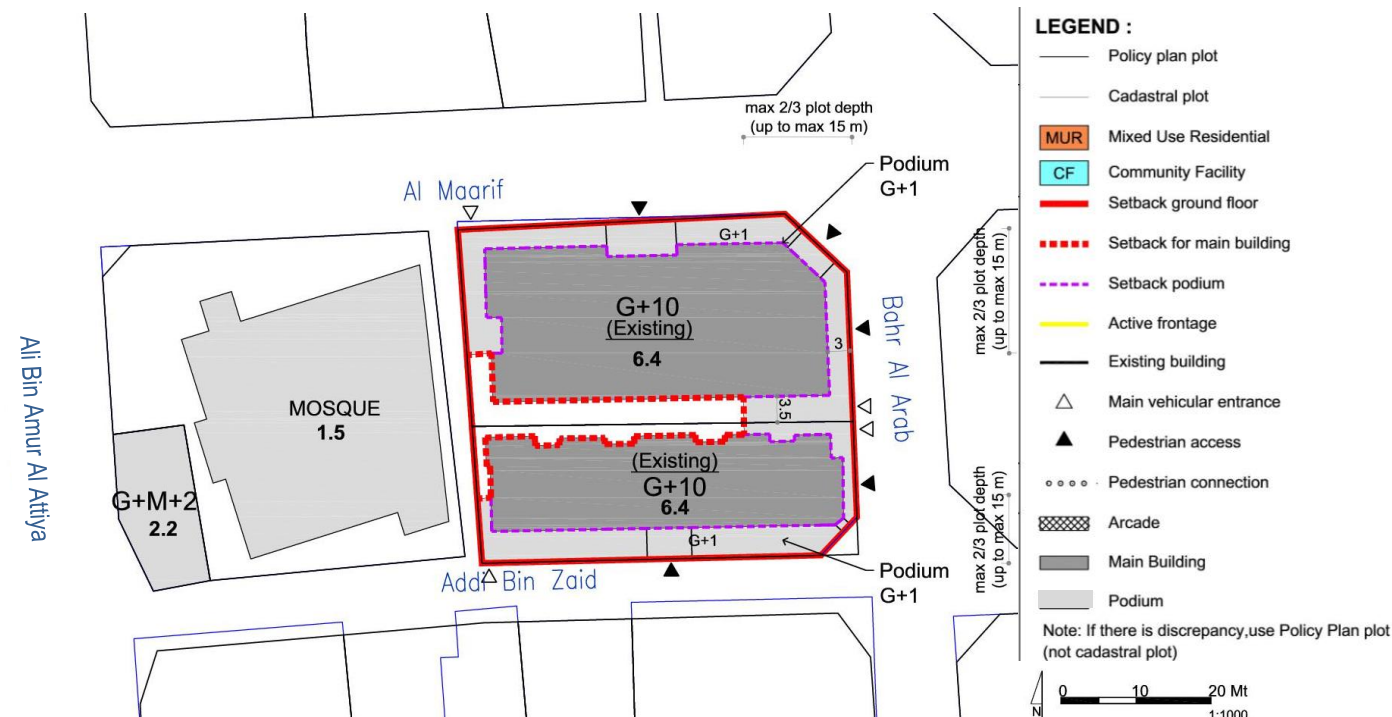 max 2/3 plot depth
(up to max 15 m)
Podium
G+1
Al Maarif
G+1
G+10
(Existing)
6.4
3
3.5
Bahr Al Arab
max 2/3 plot depth
(up to max 15 m)
MOSQUE
1.5
Ali Bin Amur Al Attiya
G+M+2
2.2
(Existing)
G+10
6.4
G+1
max 2/3 plot depth
(up to max 15 m)
Addi Bin Zaid
Podium
G+1
LEGEND :
Policy plan plot
Cadastral plot
MUR Mixed Use Residential
CF Community Facility
Setback ground floor
Setback for main building
Setback podium
Active frontage
Existing building
Main vehicular entrance
Pedestrian access
Pedestrian connection
Arcade
Main Building
Podium
Note: If there is discrepancy,use Policy Plan plot
(not cadastral plot)
N
0 10 20 Mt
1:1000